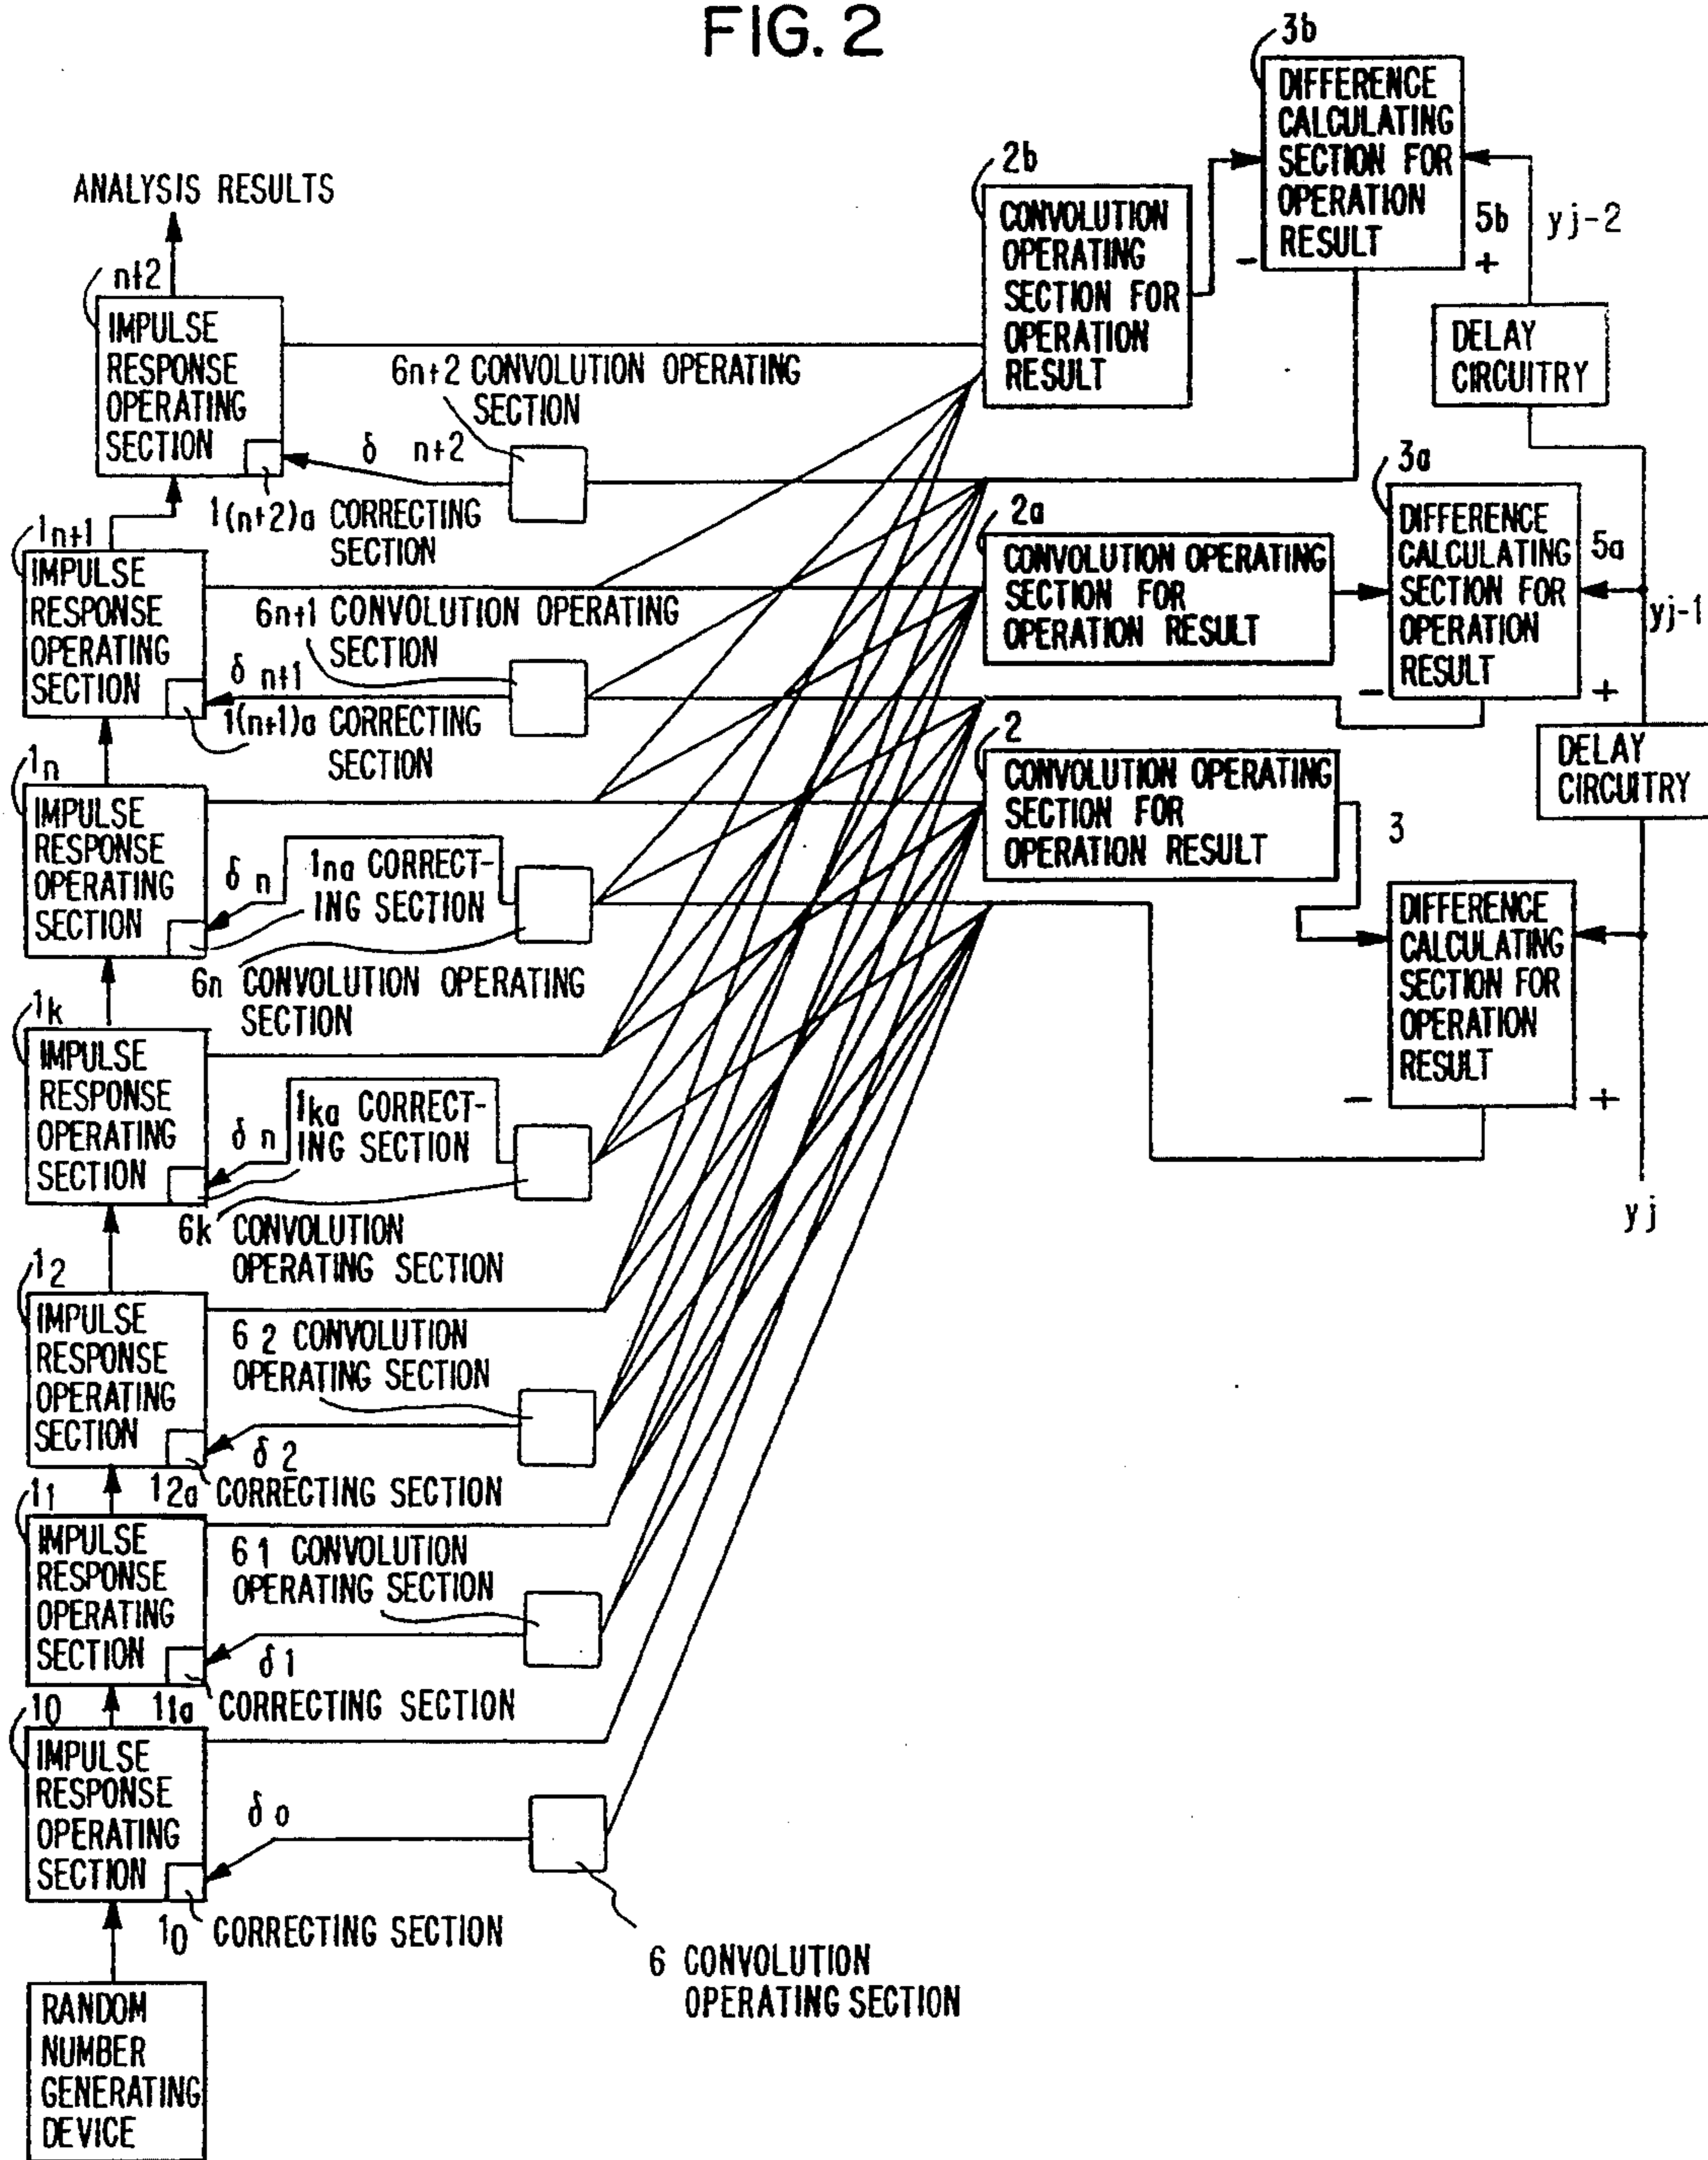 FIG. 2
ANALYSIS RESULTS
n+2
IMPULSE
RESPONSE
OPERATING
SECTION
6n+2 CONVOLUTION OPERATING
SECTION
δ n+2
1(n+2)a CORRECTING
SECTION
1n+1
IMPULSE
RESPONSE
OPERATING
SECTION
6n+1 CONVOLUTION OPERATING
SECTION
δ n+1
1(n+1)a CORRECTING
SECTION
1n
IMPULSE
RESPONSE
OPERATING
SECTION
δ n
1na CORRECT-
ING SECTION
6n CONVOLUTION OPERATING
SECTION
1k
IMPULSE
RESPONSE
OPERATING
SECTION
δ n
1ka CORRECT-
ING SECTION
6k CONVOLUTION
OPERATING SECTION
12
IMPULSE
RESPONSE
OPERATING
SECTION
6 2 CONVOLUTION
OPERATING SECTION
δ 2
12a CORRECTING SECTION
11
IMPULSE
RESPONSE
OPERATING
SECTION
6 1 CONVOLUTION
OPERATING SECTION
δ 1
11a CORRECTING SECTION
10
IMPULSE
RESPONSE
OPERATING
SECTION
δ 0
10 CORRECTING SECTION
6 CONVOLUTION
OPERATING SECTION
RANDOM
NUMBER
GENERATING
DEVICE
2b
CONVOLUTION
OPERATING
SECTION FOR
OPERATION
RESULT
3b
DIFFERENCE
CALCULATING
SECTION FOR
OPERATION
RESULT
- 5b +
yj-2
DELAY
CIRCUITRY
2a
CONVOLUTION OPERATING
SECTION FOR
OPERATION RESULT
3a
DIFFERENCE
CALCULATING
SECTION FOR
OPERATION
RESULT
- 5a +
yj-1
DELAY
CIRCUITRY
2
CONVOLUTION OPERATING
SECTION FOR
OPERATION RESULT
3
DIFFERENCE
CALCULATING
SECTION FOR
OPERATION
RESULT
- +
yj